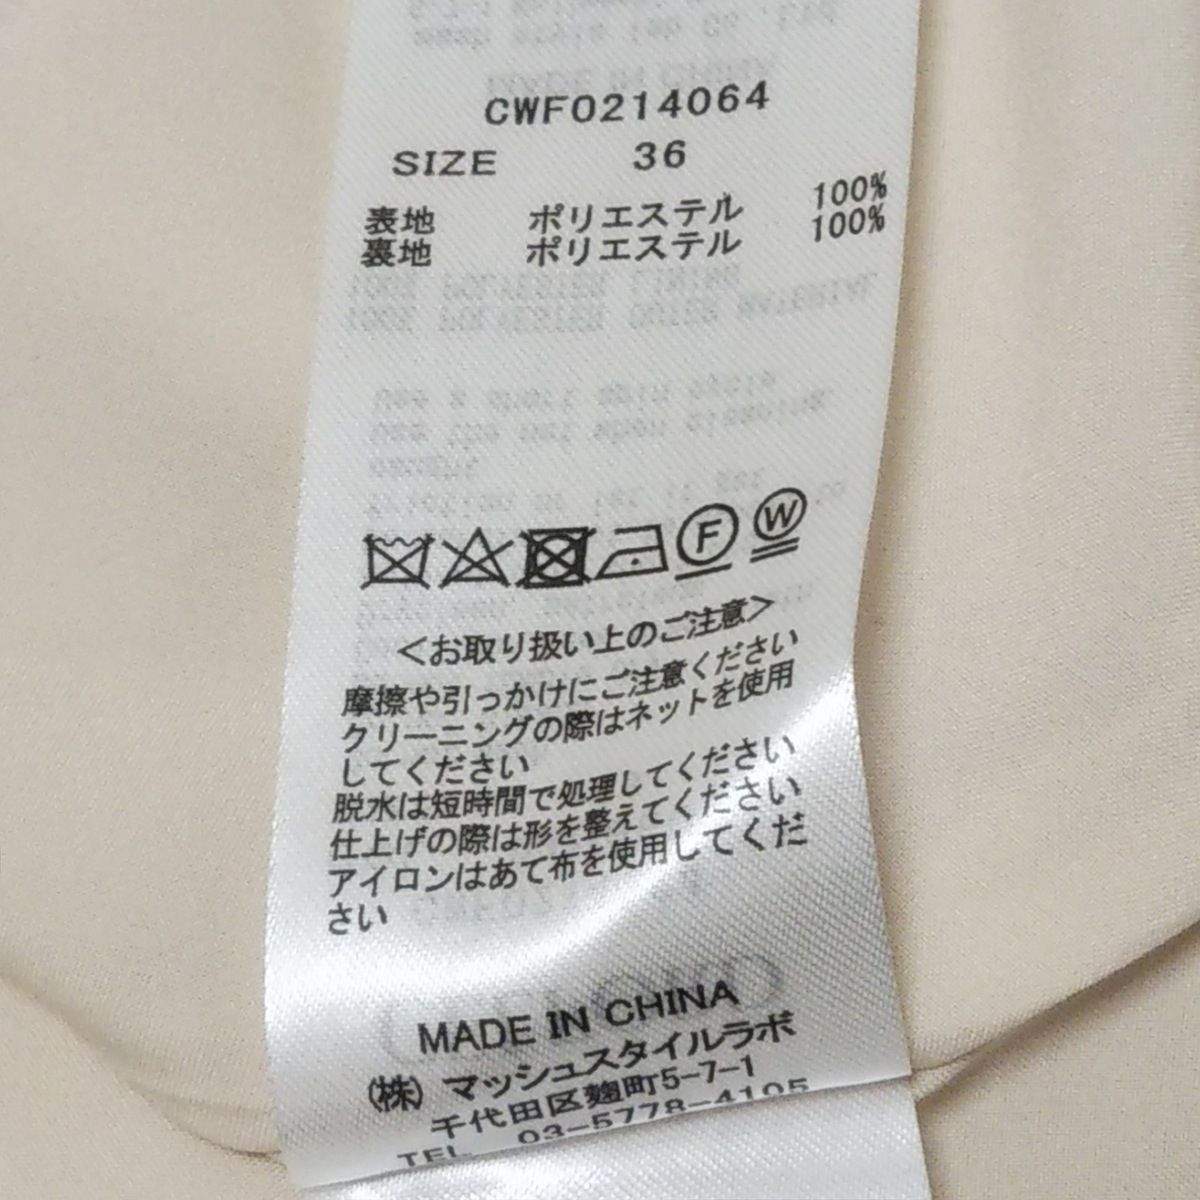 CWF0214064
SIZE 36
表地 ポリエステル 100%
裏地 ポリエステル 100%
F W
<お取り扱い上のご注意>
摩擦や引っかけにご注意ください
クリーニングの際はネットを使用
してください
脱水は短時間で処理してください
仕上げの際は形を整えてください
アイロンはあて布を使用してくだ
さい
MADE IN CHINA
(株) マッシュスタイルラボ
千代田区麹町5-7-1
TEL 03-5778-4105